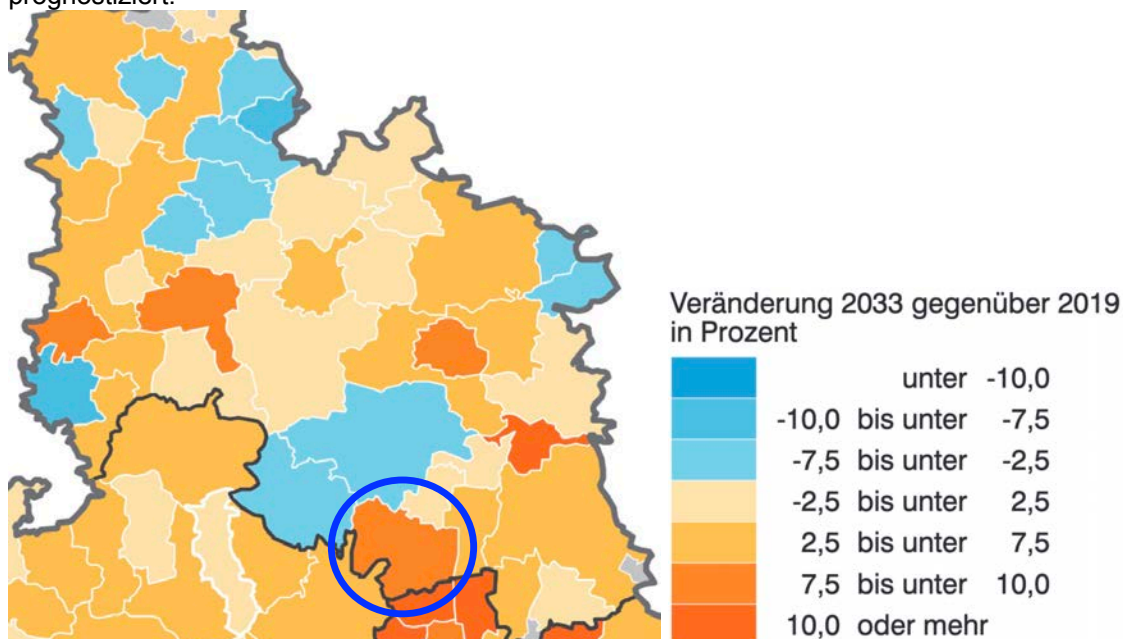 prognostiziert.
Veränderung 2033 gegenüber 2019
in Prozent
unter -10,0
-10,0 bis unter -7,5
-7,5 bis unter -2,5
-2,5 bis unter 2,5
2,5 bis unter 7,5
7,5 bis unter 10,0
10,0 oder mehr